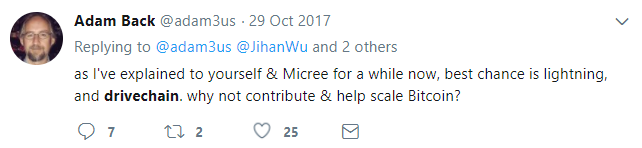 Adam Back @adam3us · 29 Oct 2017
Replying to @adam3us @JihanWu and 2 others
as I've explained to yourself & Micree for a while now, best chance is lightning,
and drivechain. why not contribute & help scale Bitcoin?
7 2 25